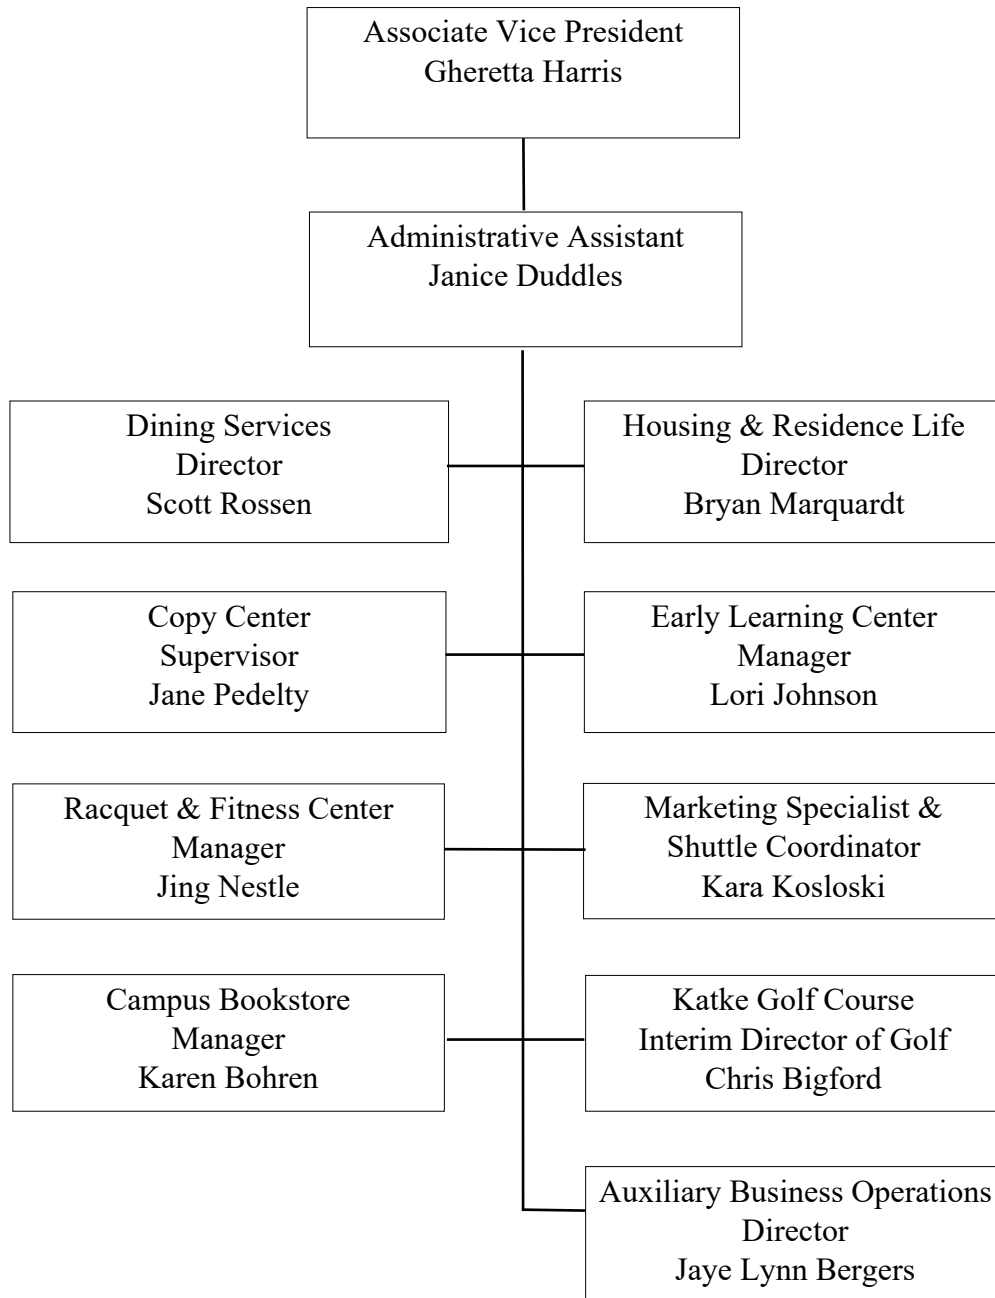 Associate Vice President
Gheretta Harris
Administrative Assistant
Janice Duddles
Dining Services
Director
Scott Rossen
Housing & Residence Life
Director
Bryan Marquardt
Copy Center
Supervisor
Jane Pedelty
Early Learning Center
Manager
Lori Johnson
Racquet & Fitness Center
Manager
Jing Nestle
Marketing Specialist &
Shuttle Coordinator
Kara Kosloski
Campus Bookstore
Manager
Karen Bohren
Katke Golf Course
Interim Director of Golf
Chris Bigford
Auxiliary Business Operations
Director
Jaye Lynn Bergers